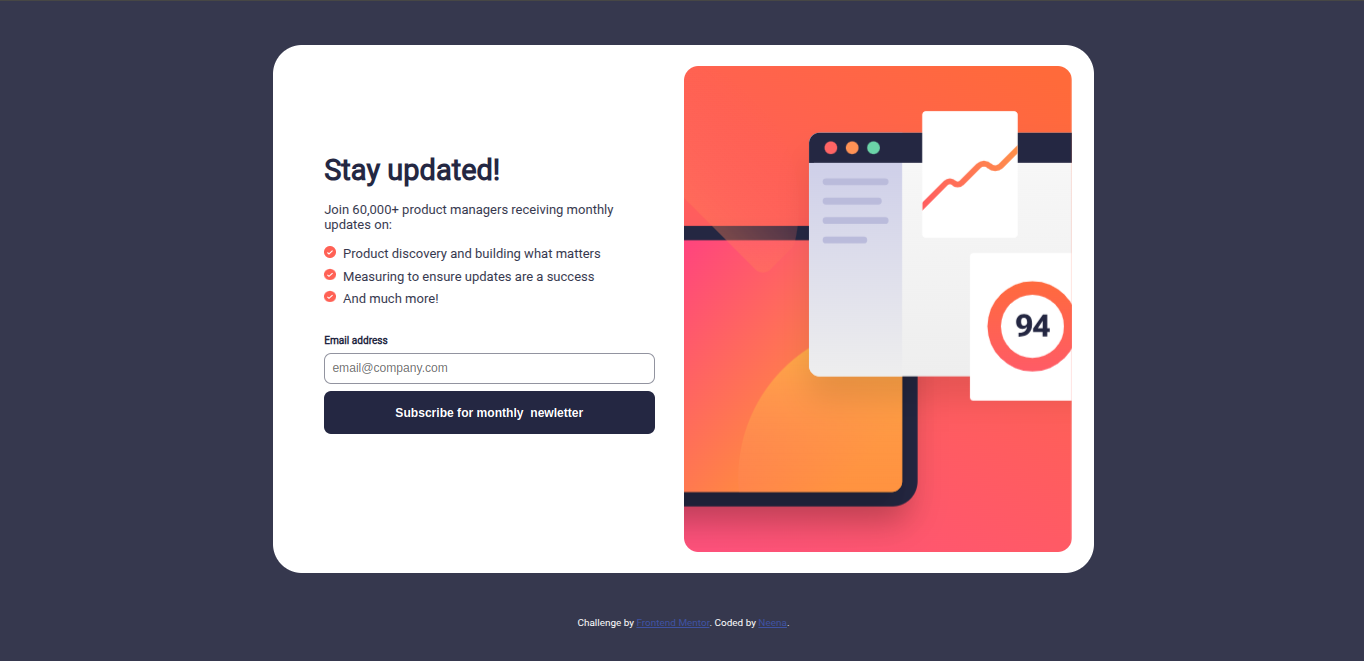 Stay updated!
Join 60,000+ product managers receiving monthly
updates on:
Product discovery and building what matters
Measuring to ensure updates are a success
And much more!
Email address
email@company.com
Subscribe for monthly  newletter
94
Challenge by Frontend Mentor. Coded by Neena.